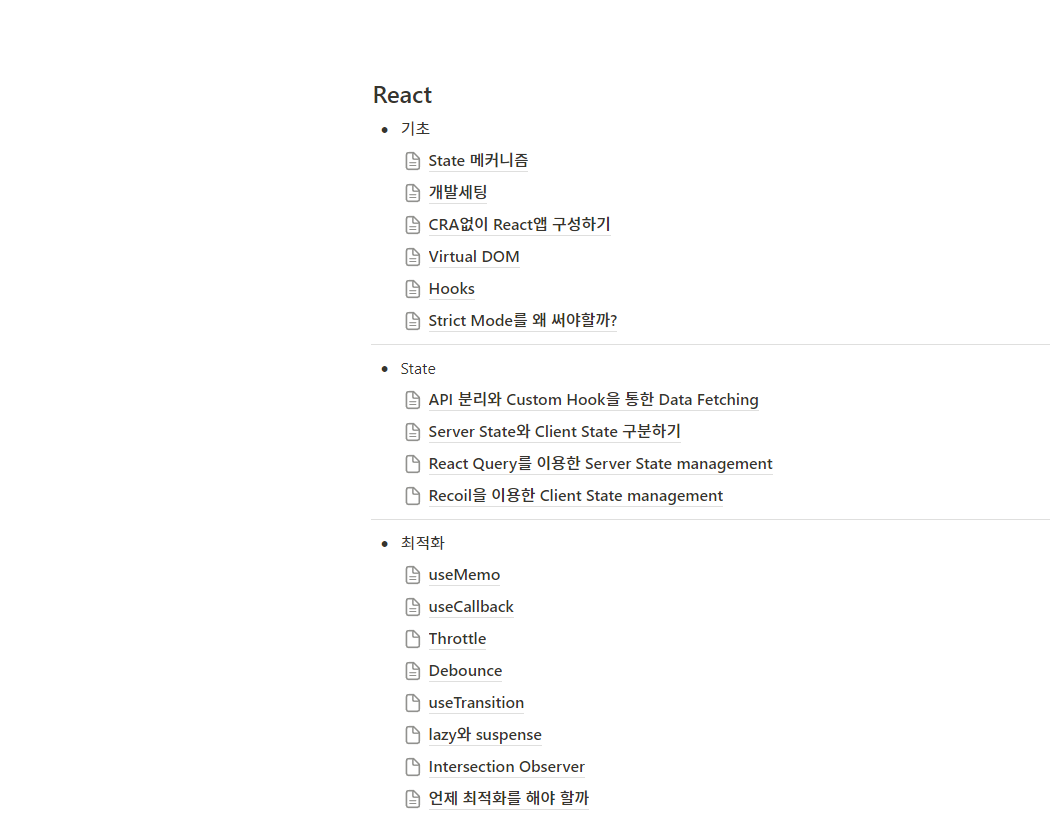 React
기초
State 메커니즘
개발세팅
CRA없이 React앱 구성하기
Virtual DOM
Hooks
Strict Mode를 왜 써야할까?
State
API 분리와 Custom Hook을 통한 Data Fetching
Server State와 Client State 구분하기
React Query를 이용한 Server State management
Recoil을 이용한 Client State management
최적화
useMemo
useCallback
Throttle
Debounce
useTransition
lazy와 suspense
Intersection Observer
언제 최적화를 해야 할까